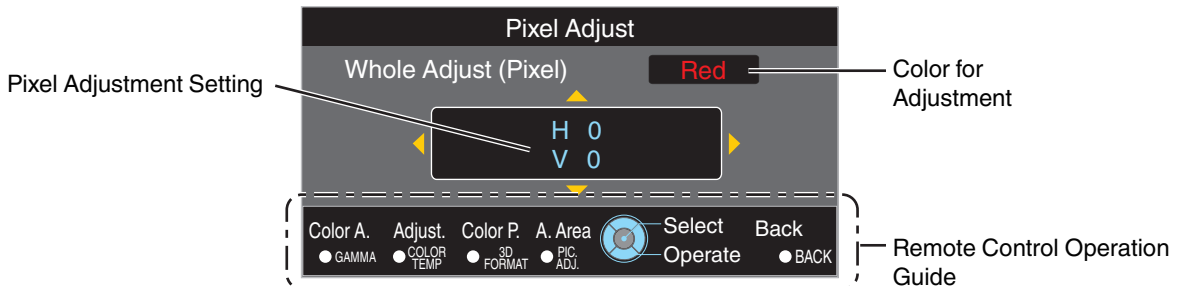 Pixel Adjust
Whole Adjust (Pixel) Red
Pixel Adjustment Setting
Color for
Adjustment
H 0
V 0
Color A. Adjust. Color P. A. Area Select Back
GAMMA COLOR TEMP 3D FORMAT PIC. ADJ. Operate BACK
Remote Control Operation
Guide